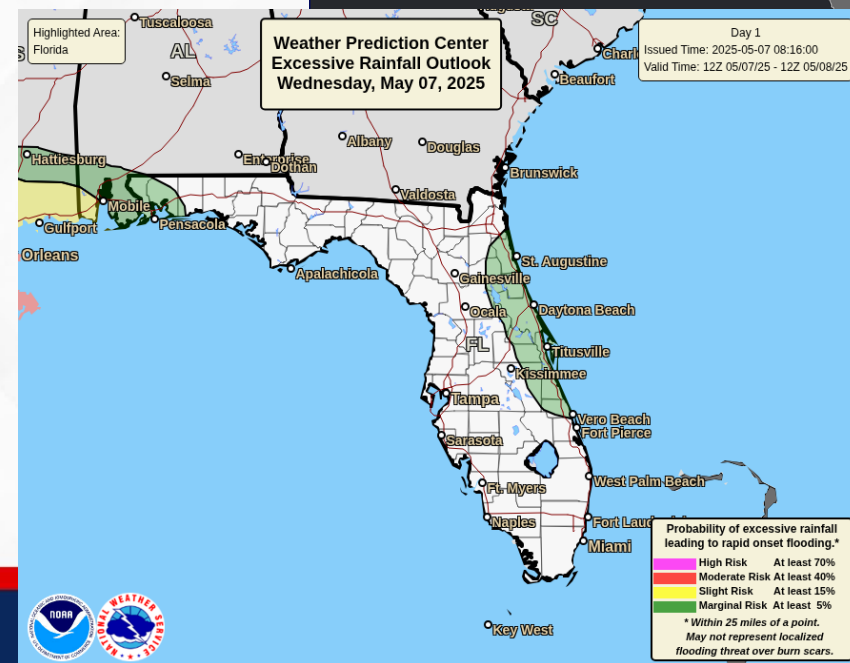 Highlighted Area:
Florida
Weather Prediction Center
Excessive Rainfall Outlook
Wednesday, May 07, 2025
Day 1
Issued Time: 2025-05-07 08:16:00
Valid Time: 12Z 05/07/25 - 12Z 05/08/25
Tuscaloosa
SC
AL
Selma
Beaufort
Albany
Douglas
Hattiesburg
Enterprise
Dothan
Brunswick
Valdosta
Mobile
Pensacola
Gulfport
Orleans
St. Augustine
Apalachicola
Gainesville
Ocala
Daytona Beach
FL
Titusville
Kissimmee
Tampa
Vero Beach
Fort Pierce
Sarasota
West Palm Beach
Ft. Myers
Naples
Fort Laud
Miami
Key West
Probability of excessive rainfall
leading to rapid onset flooding.*
High Risk At least 70%
Moderate Risk At least 40%
Slight Risk At least 15%
Marginal Risk At least 5%
* Within 25 miles of a point.
May not represent localized
flooding threat over burn scars.
NOAA
NATIONAL WEATHER SERVICE